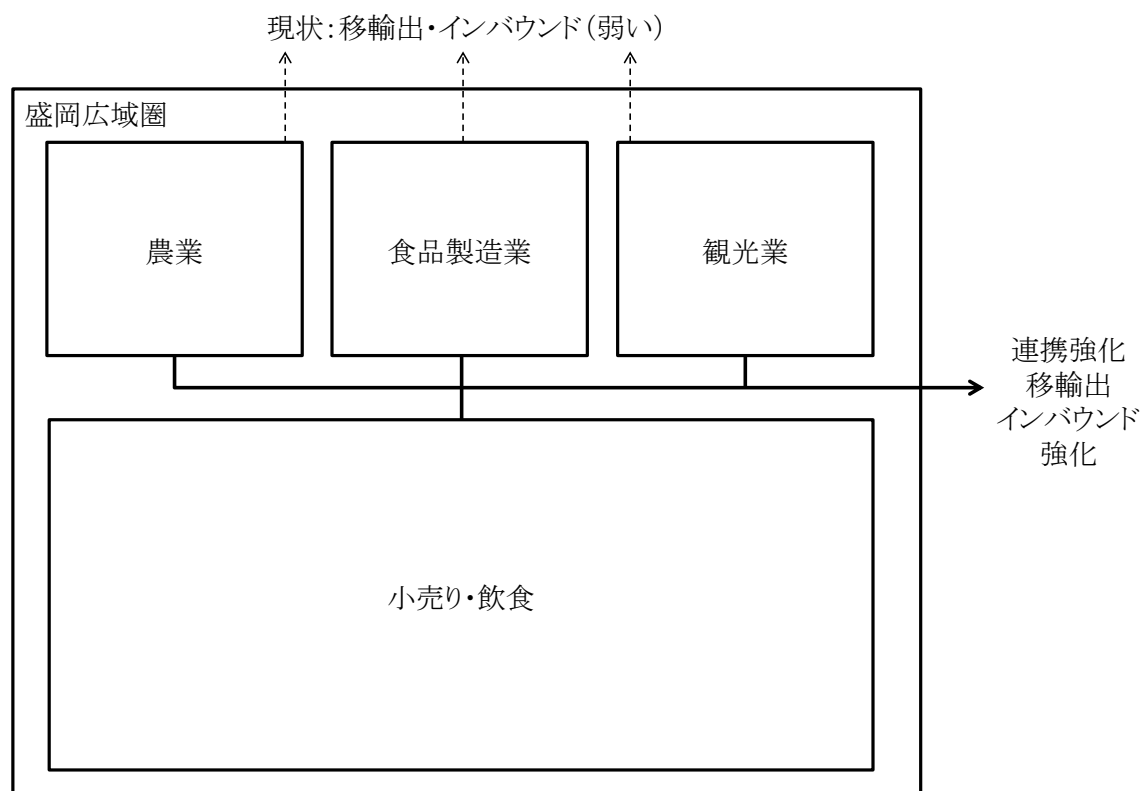 現状：移輸出・インバウンド（弱い）
盛岡広域圏
農業
食品製造業
観光業
連携強化
移輸出
インバウンド
強化
小売り・飲食